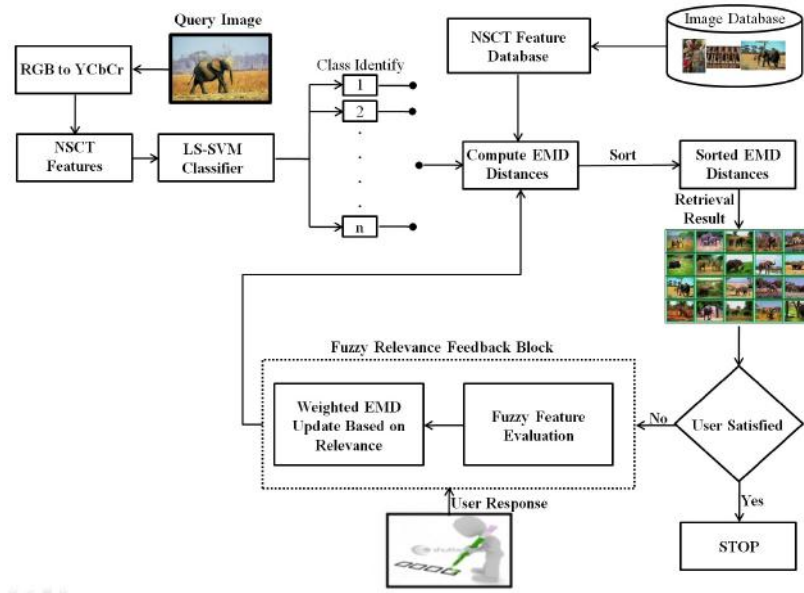 Query Image
RGB to YCbCr
NSCT
Features
LS-SVM
Classifier
Class Identify
1
2
n
NSCT Feature
Database
Image Database
Compute EMD
Distances
Sort
Sorted EMD
Distances
Retrieval
Result
User Satisfied
No
Yes
STOP
Fuzzy Relevance Feedback Block
Weighted EMD
Update Based on
Relevance
Fuzzy Feature
Evaluation
User Response